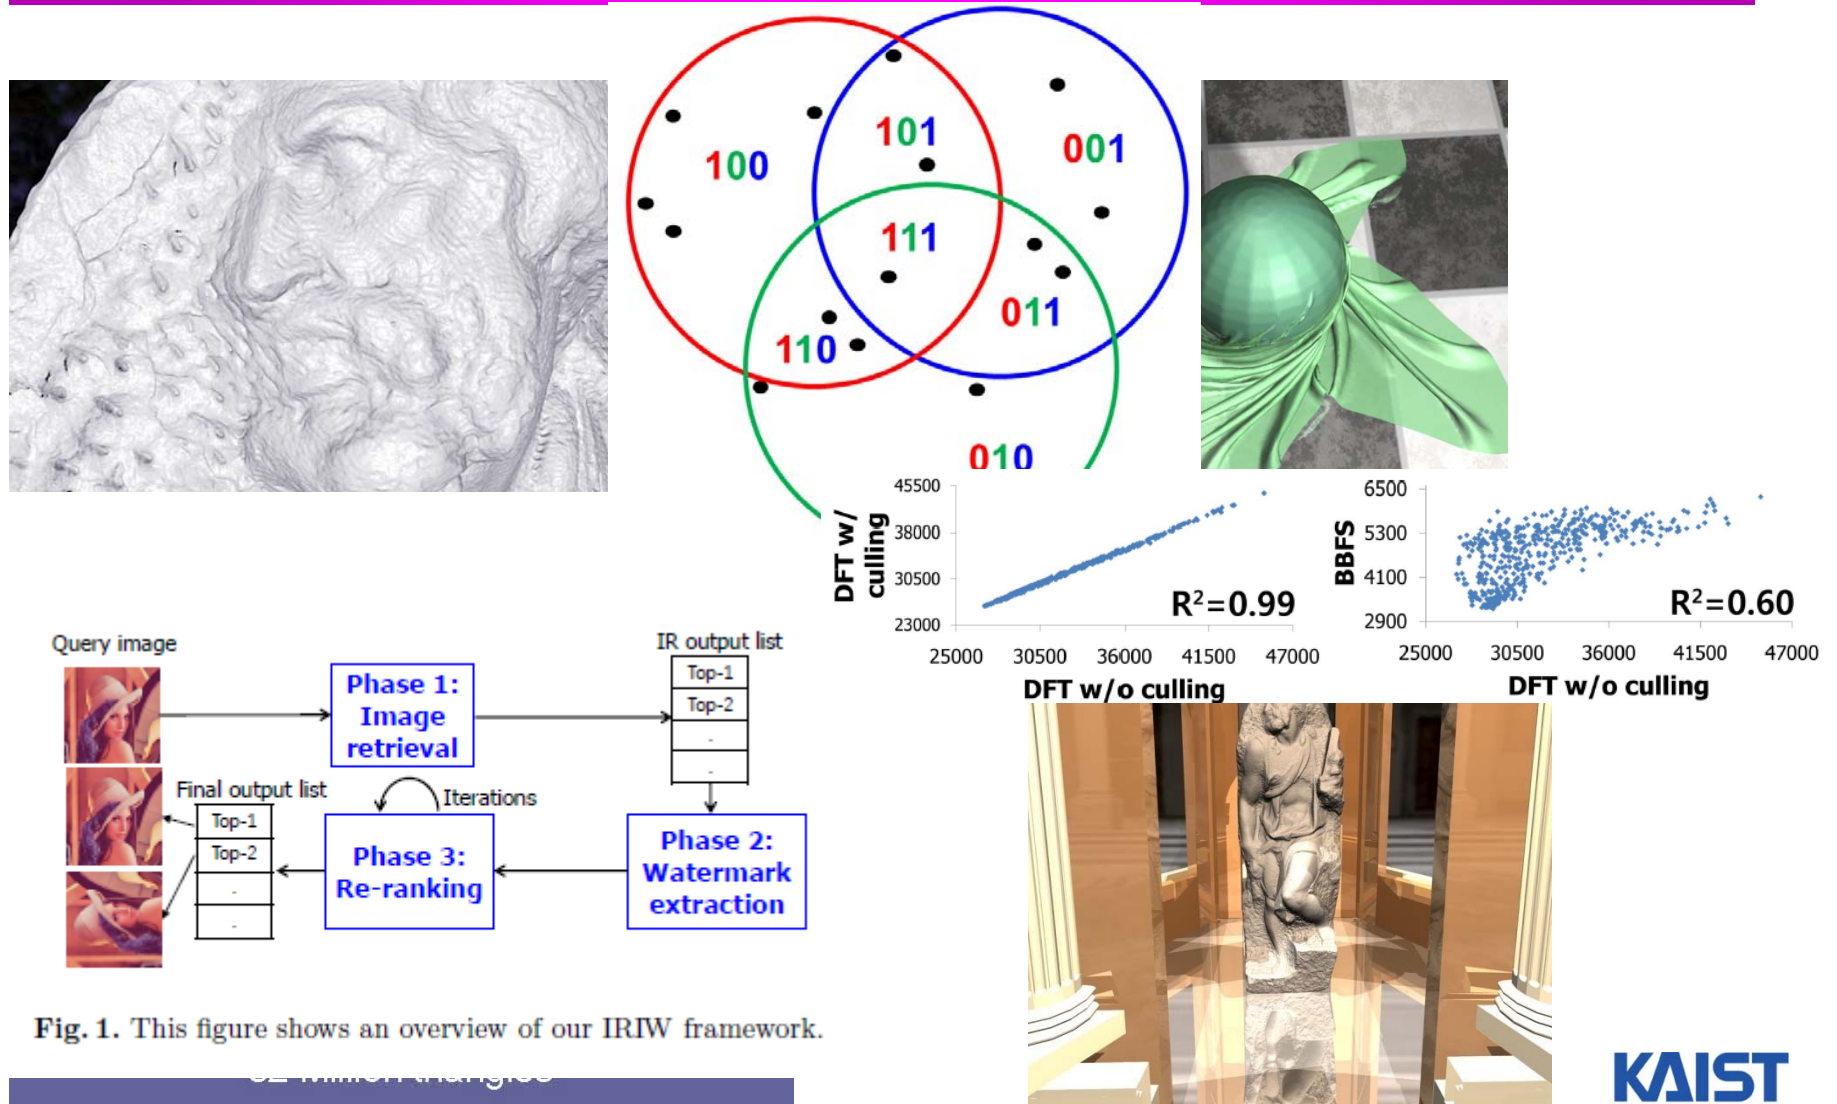 100
101
001
111
011
110
010
45500
38000
30500
23000
DFT w/
culling
R²=0.99
25000 30500 36000 41500 47000
DFT w/o culling
6500
5300
4100
2900
BBFS
R²=0.60
25000 30500 36000 41500 47000
DFT w/o culling
Query image
Phase 1:
Image
retrieval
IR output list
Top-1
Top-2
-
-
Final output list
Top-1
Top-2
-
-
Iterations
Phase 3:
Re-ranking
Phase 2:
Watermark
extraction
Fig. 1. This figure shows an overview of our IRIW framework.
Million triangles
KAIST